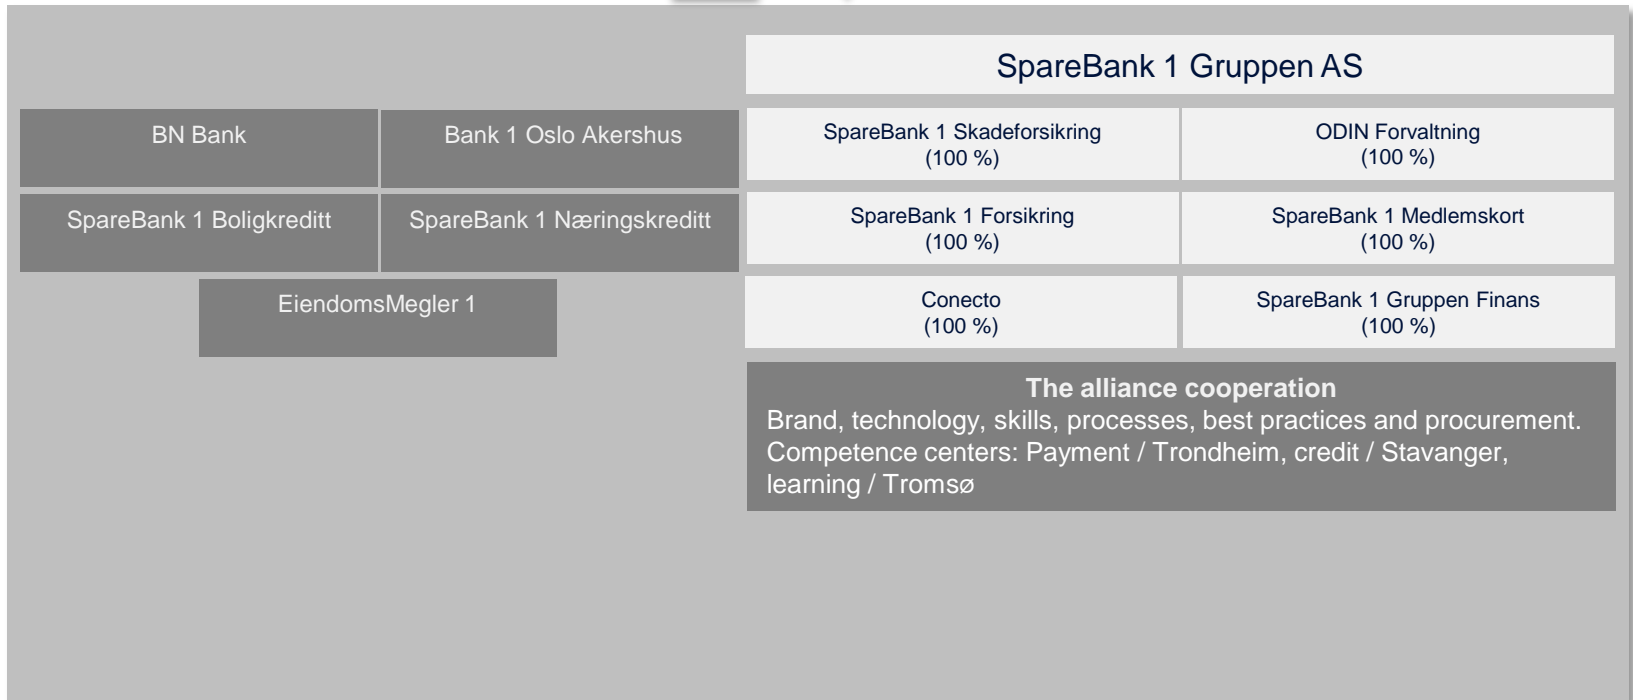 SpareBank 1 Gruppen AS
BN Bank
Bank 1 Oslo Akershus
SpareBank 1 Boligkreditt
SpareBank 1 Næringskreditt
EiendomsMegler 1
SpareBank 1 Skadeforsikring
(100 %)
ODIN Forvaltning
(100 %)
SpareBank 1 Forsikring
(100 %)
SpareBank 1 Medlemskort
(100 %)
Conecto
(100 %)
SpareBank 1 Gruppen Finans
(100 %)
The alliance cooperation
Brand, technology, skills, processes, best practices and procurement.
Competence centers: Payment / Trondheim, credit / Stavanger,
learning / Tromsø